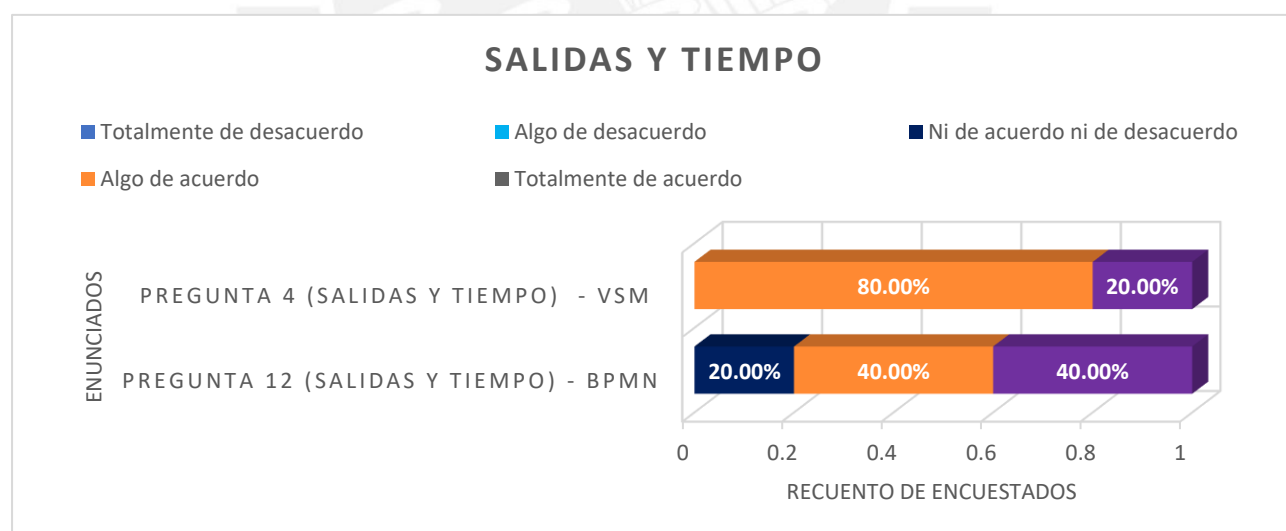 SALIDAS Y TIEMPO
Totalmente de desacuerdo
Algo de desacuerdo
Ni de acuerdo ni de desacuerdo
Algo de acuerdo
Totalmente de acuerdo
ENUNCIADOS
PREGUNTA 4 (SALIDAS Y TIEMPO) - VSM
80.00%
20.00%
PREGUNTA 12 (SALIDAS Y TIEMPO) - BPMN
20.00%
40.00%
40.00%
0
0.2
0.4
0.6
0.8
1
RECUENTO DE ENCUESTADOS